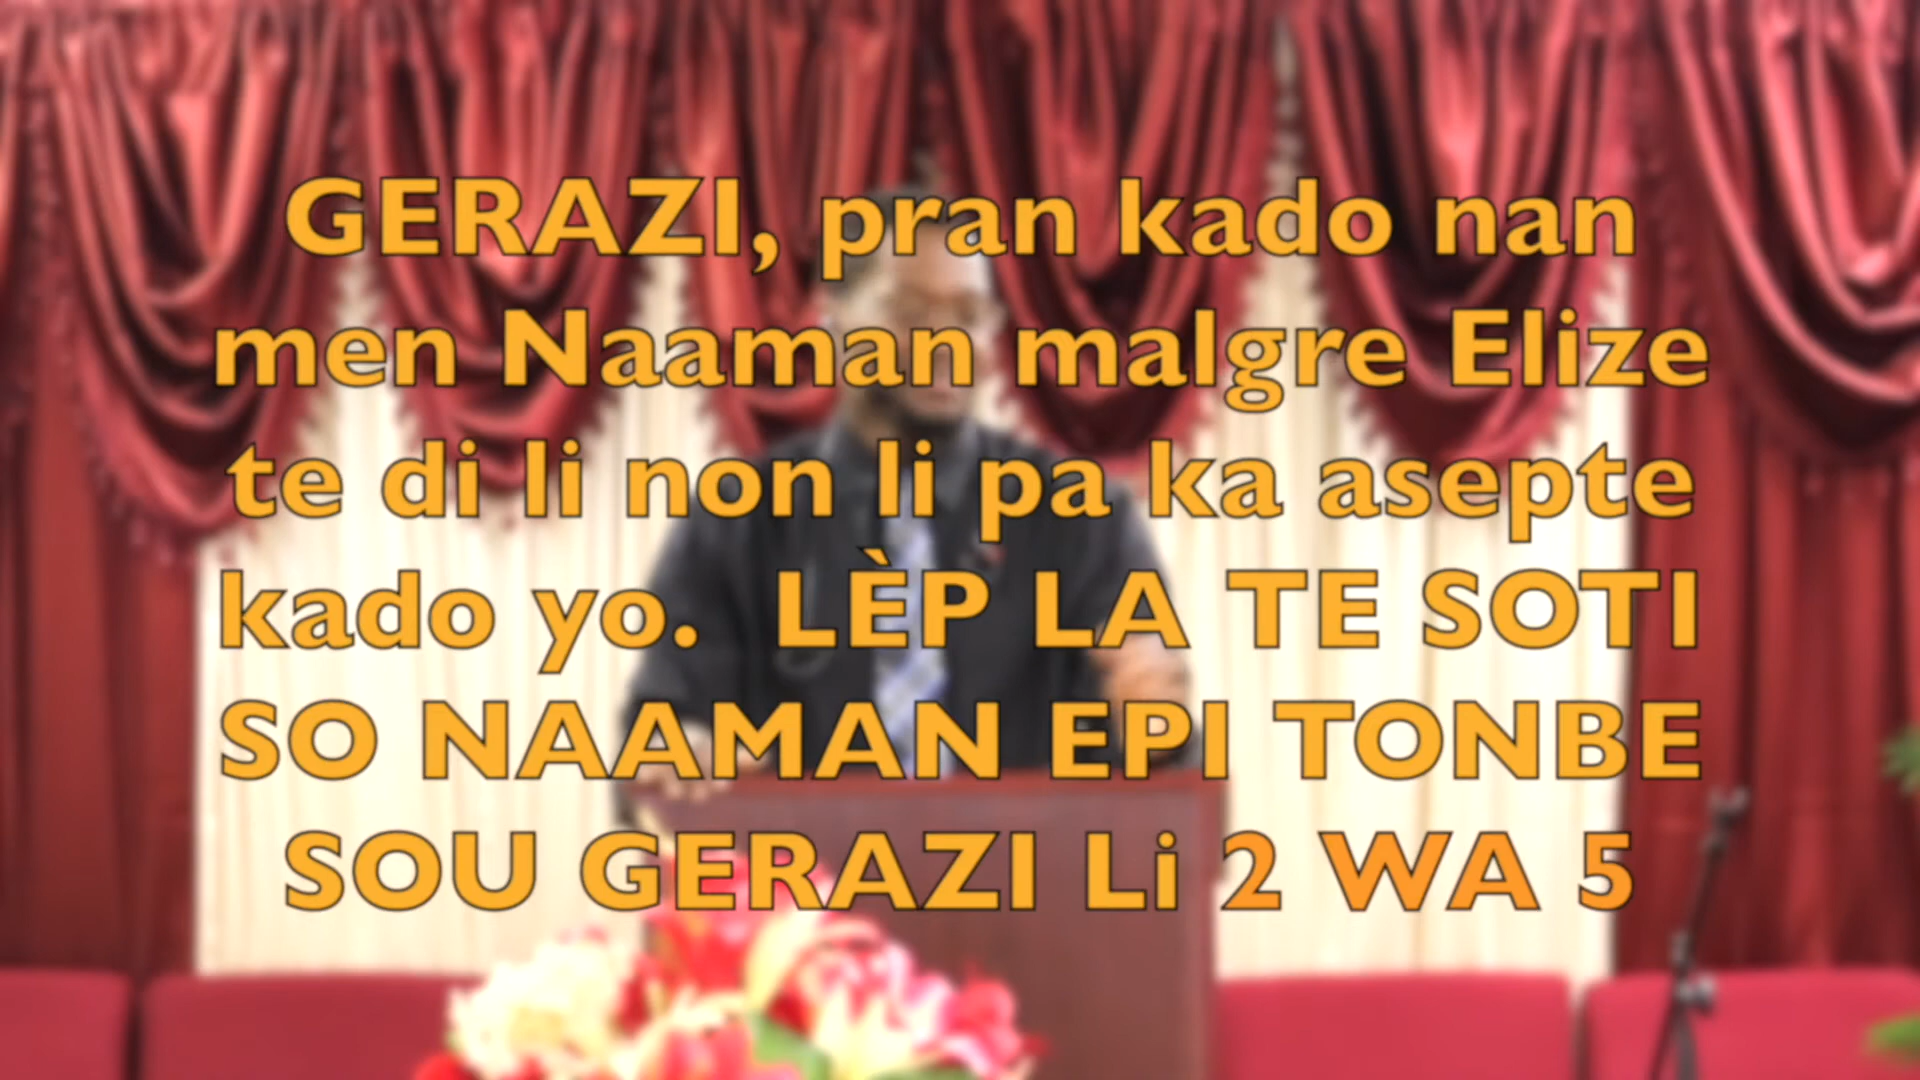 GERAZI, pran kado nan
men Naaman malgre Elize
te di li non li pa ka asepte
kado yo. LÈP LA TE SOTI
SO NAAMAN EPI TONBE
SOU GERAZI Li 2 WA 5